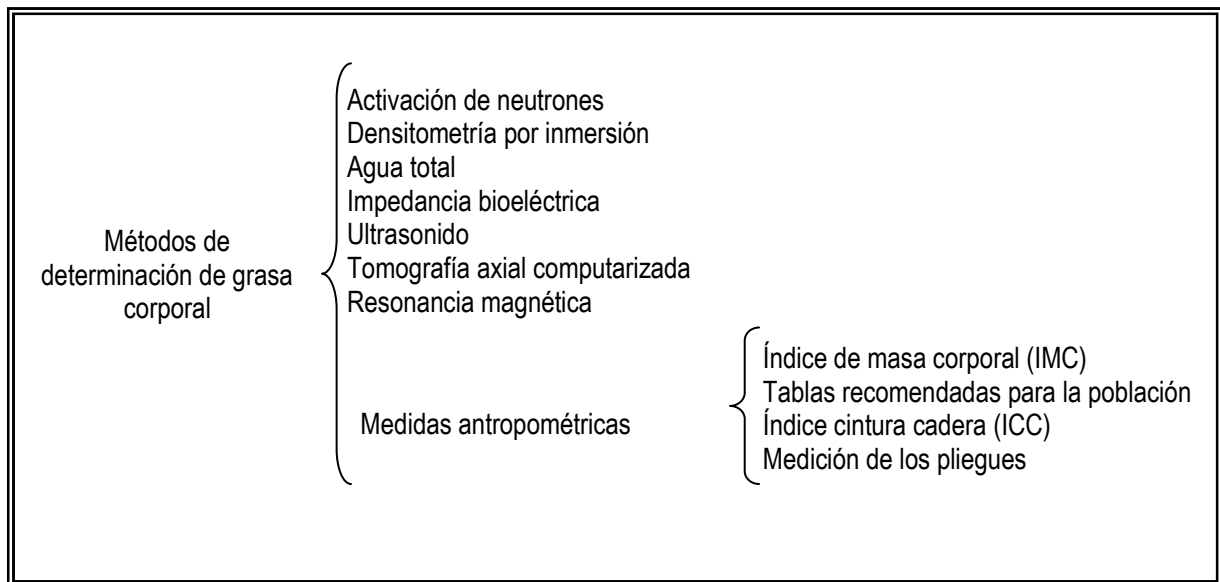 Métodos de
determinación de grasa
corporal
Activación de neutrones
Densitometría por inmersión
Agua total
Impedancia bioeléctrica
Ultrasonido
Tomografía axial computarizada
Resonancia magnética
Medidas antropométricas
Índice de masa corporal (IMC)
Tablas recomendadas para la población
Índice cintura cadera (ICC)
Medición de los pliegues